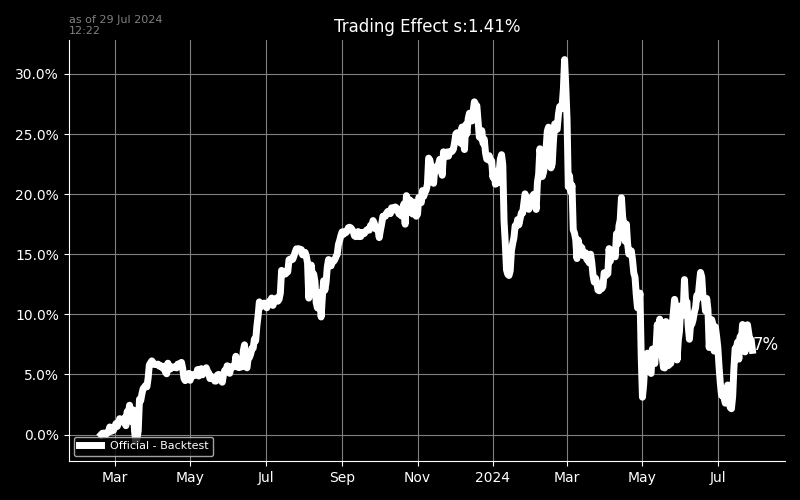 as of 29 Jul 2024
12:22
Trading Effect s:1.41%
30.0%
25.0%
20.0%
15.0%
10.0%
5.0%
0.0%
7%
Official - Backtest
Mar May Jul Sep Nov 2024 Mar May Jul